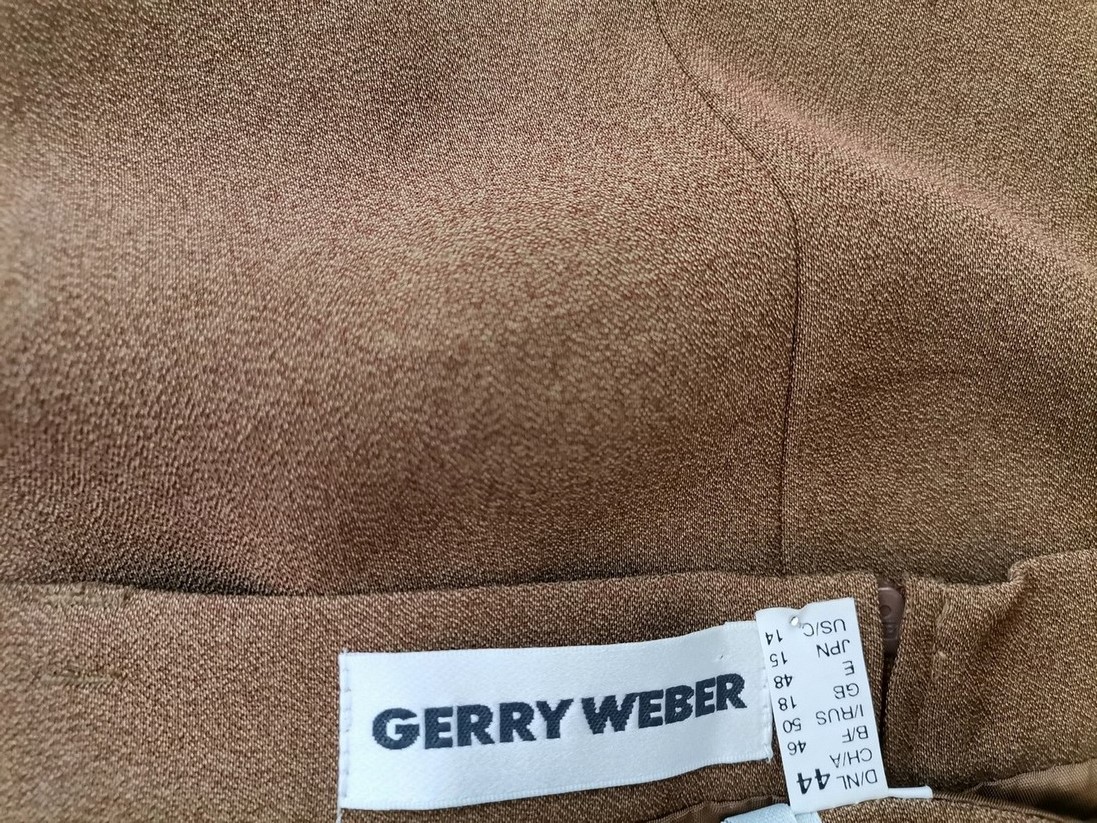 GERRY WEBER
D/NL
CH/A 44
B/F 46
I/RUS 50
GB 18
E 48
JPN 15
US/C 14